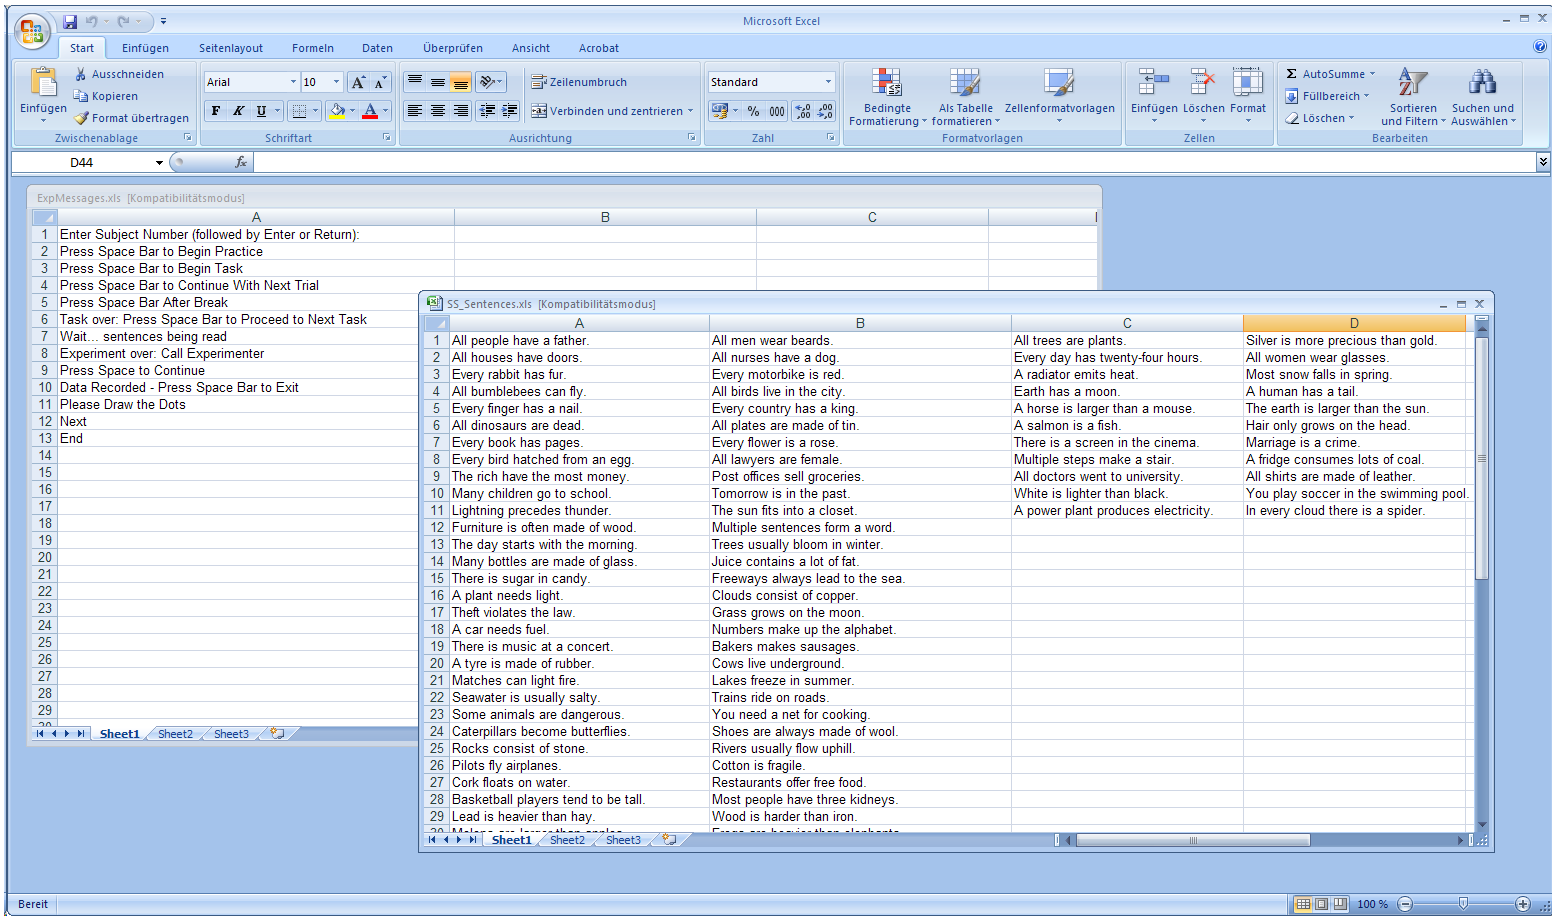 Microsoft Excel
Start Einfügen Seitenlayout Formeln Daten Überprüfen Ansicht Acrobat
Einfügen
Ausschneiden
Kopieren
Format übertragen
Zwischenablage
Arial 10
F K U
Schriftart
Zeilenumbruch
Verbinden und zentrieren
Ausrichtung
Standard
% 000
Zahl
Bedingte Formatierung
Als Tabelle formatieren
Zellenformatvorlagen
Formatvorlagen
Einfügen Löschen Format
Zellen
Σ AutoSumme
Füllbereich
Löschen
Sortieren und Filtern
Suchen und Auswählen
Bearbeiten
D44 fx
ExpMessages.xls [Kompatibilitätsmodus]
A B C
1 Enter Subject Number (followed by Enter or Return):
2 Press Space Bar to Begin Practice
3 Press Space Bar to Begin Task
4 Press Space Bar to Continue With Next Trial
5 Press Space Bar After Break
6 Task over: Press Space Bar to Proceed to Next Task
7 Wait... sentences being read
8 Experiment over: Call Experimenter
9 Press Space to Continue
10 Data Recorded - Press Space Bar to Exit
11 Please Draw the Dots
12 Next
13 End
14
15
16
17
18
19
20
21
22
23
24
25
26
27
28
29
Sheet1 Sheet2 Sheet3
SS_Sentences.xls [Kompatibilitätsmodus]
A B C D
1 All people have a father. All men wear beards. All trees are plants. Silver is more precious than gold.
2 All houses have doors. All nurses have a dog. Every day has twenty-four hours. All women wear glasses.
3 Every rabbit has fur. Every motorbike is red. A radiator emits heat. Most snow falls in spring.
4 All bumblebees can fly. All birds live in the city. Earth has a moon. A human has a tail.
5 Every finger has a nail. Every country has a king. A horse is larger than a mouse. The earth is larger than the sun.
6 All dinosaurs are dead. All plates are made of tin. A salmon is a fish. Hair only grows on the head.
7 Every book has pages. Every flower is a rose. There is a screen in the cinema. Marriage is a crime.
8 Every bird hatched from an egg. All lawyers are female. Multiple steps make a stair. A fridge consumes lots of coal.
9 The rich have the most money. Post offices sell groceries. All doctors went to university. All shirts are made of leather.
10 Many children go to school. Tomorrow is in the past. White is lighter than black. You play soccer in the swimming pool.
11 Lightning precedes thunder. The sun fits into a closet. A power plant produces electricity. In every cloud there is a spider.
12 Furniture is often made of wood. Multiple sentences form a word.
13 The day starts with the morning. Trees usually bloom in winter.
14 Many bottles are made of glass. Juice contains a lot of fat.
15 There is sugar in candy. Freeways always lead to the sea.
16 A plant needs light. Clouds consist of copper.
17 Theft violates the law. Grass grows on the moon.
18 A car needs fuel. Numbers make up the alphabet.
19 There is music at a concert. Bakers makes sausages.
20 A tyre is made of rubber. Cows live underground.
21 Matches can light fire. Lakes freeze in summer.
22 Seawater is usually salty. Trains ride on roads.
23 Some animals are dangerous. You need a net for cooking.
24 Caterpillars become butterflies. Shoes are always made of wool.
25 Rocks consist of stone. Rivers usually flow uphill.
26 Pilots fly airplanes. Cotton is fragile.
27 Cork floats on water. Restaurants offer free food.
28 Basketball players tend to be tall. Most people have three kidneys.
29 Lead is heavier than hay. Wood is harder than iron.
Sheet1 Sheet2 Sheet3
Bereit 100 %